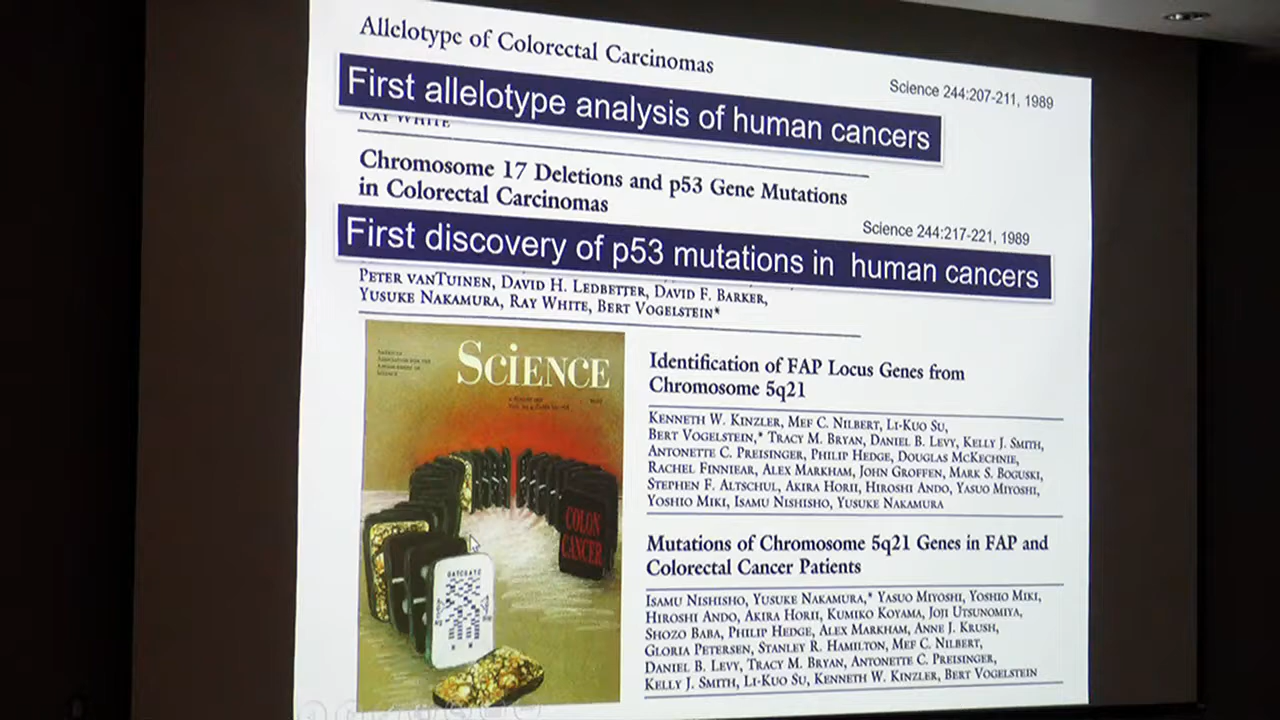 Allelotype of Colorectal Carcinomas
Science 244:207-211, 1989
First allelotype analysis of human cancers
RAY WHITE
Chromosome 17 Deletions and p53 Gene Mutations
in Colorectal Carcinomas
Science 244:217-221, 1989
First discovery of p53 mutations in human cancers
PETER VANTUINEN, DAVID H. LEDBETTER, DAVID F. BARKER,
YUSUKE NAKAMURA, RAY WHITE, BERT VOGELSTEIN*
SCiENCE
COLON
CANCER
GATCGATC
Identification of FAP Locus Genes from
Chromosome 5q21
KENNETH W. KINZLER, MEF C. NILBERT, LI-KUO SU,
BERT VOGELSTEIN,* TRACY M. BRYAN, DANIEL B. LEVY, KELLY J. SMITH,
ANTONETTE C. PREISINGER, PHILIP HEDGE, DOUGLAS MCKECHNIE,
RACHEL FINNIEAR, ALEX MARKHAM, JOHN GROFFEN, MARK S. BOGUSKI,
STEPHEN F. ALTSCHUL, AKIRA HORII, HIROSHI ANDO, YASUO MIYOSHI,
YOSHIO MIKI, ISAMU NISHISHO, YUSUKE NAKAMURA
Mutations of Chromosome 5q21 Genes in FAP and
Colorectal Cancer Patients
ISAMU NISHISHO, YUSUKE NAKAMURA,* YASUO MIYOSHI, YOSHIO MIKI,
HIROSHI ANDO, AKIRA HORII, KUMIKO KOYAMA, JOJI UTSUNOMIYA,
SHOZO BABA, PHILIP HEDGE, ALEX MARKHAM, ANNE J. KRUSH,
GLORIA PETERSEN, STANLEY R. HAMILTON, MEF C. NILBERT,
DANIEL B. LEVY, TRACY M. BRYAN, ANTONETTE C. PREISINGER,
KELLY J. SMITH, LI-KUO SU, KENNETH W. KINZLER, BERT VOGELSTEIN